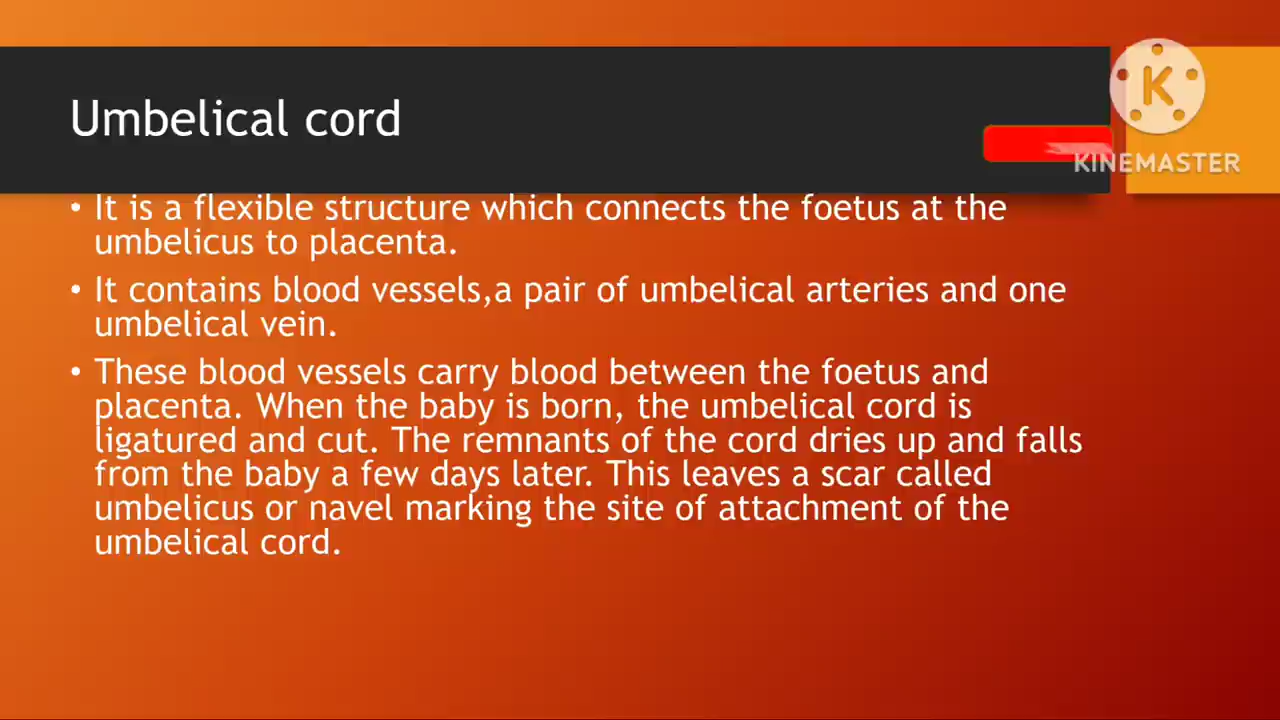 Umbelical cord
K
KINEMASTER
• It is a flexible structure which connects the foetus at the
umbelicus to placenta.
• It contains blood vessels,a pair of umbelical arteries and one
umbelical vein.
• These blood vessels carry blood between the foetus and
placenta. When the baby is born, the umbelical cord is
ligatured and cut. The remnants of the cord dries up and falls
from the baby a few days later. This leaves a scar called
umbelicus or navel marking the site of attachment of the
umbelical cord.